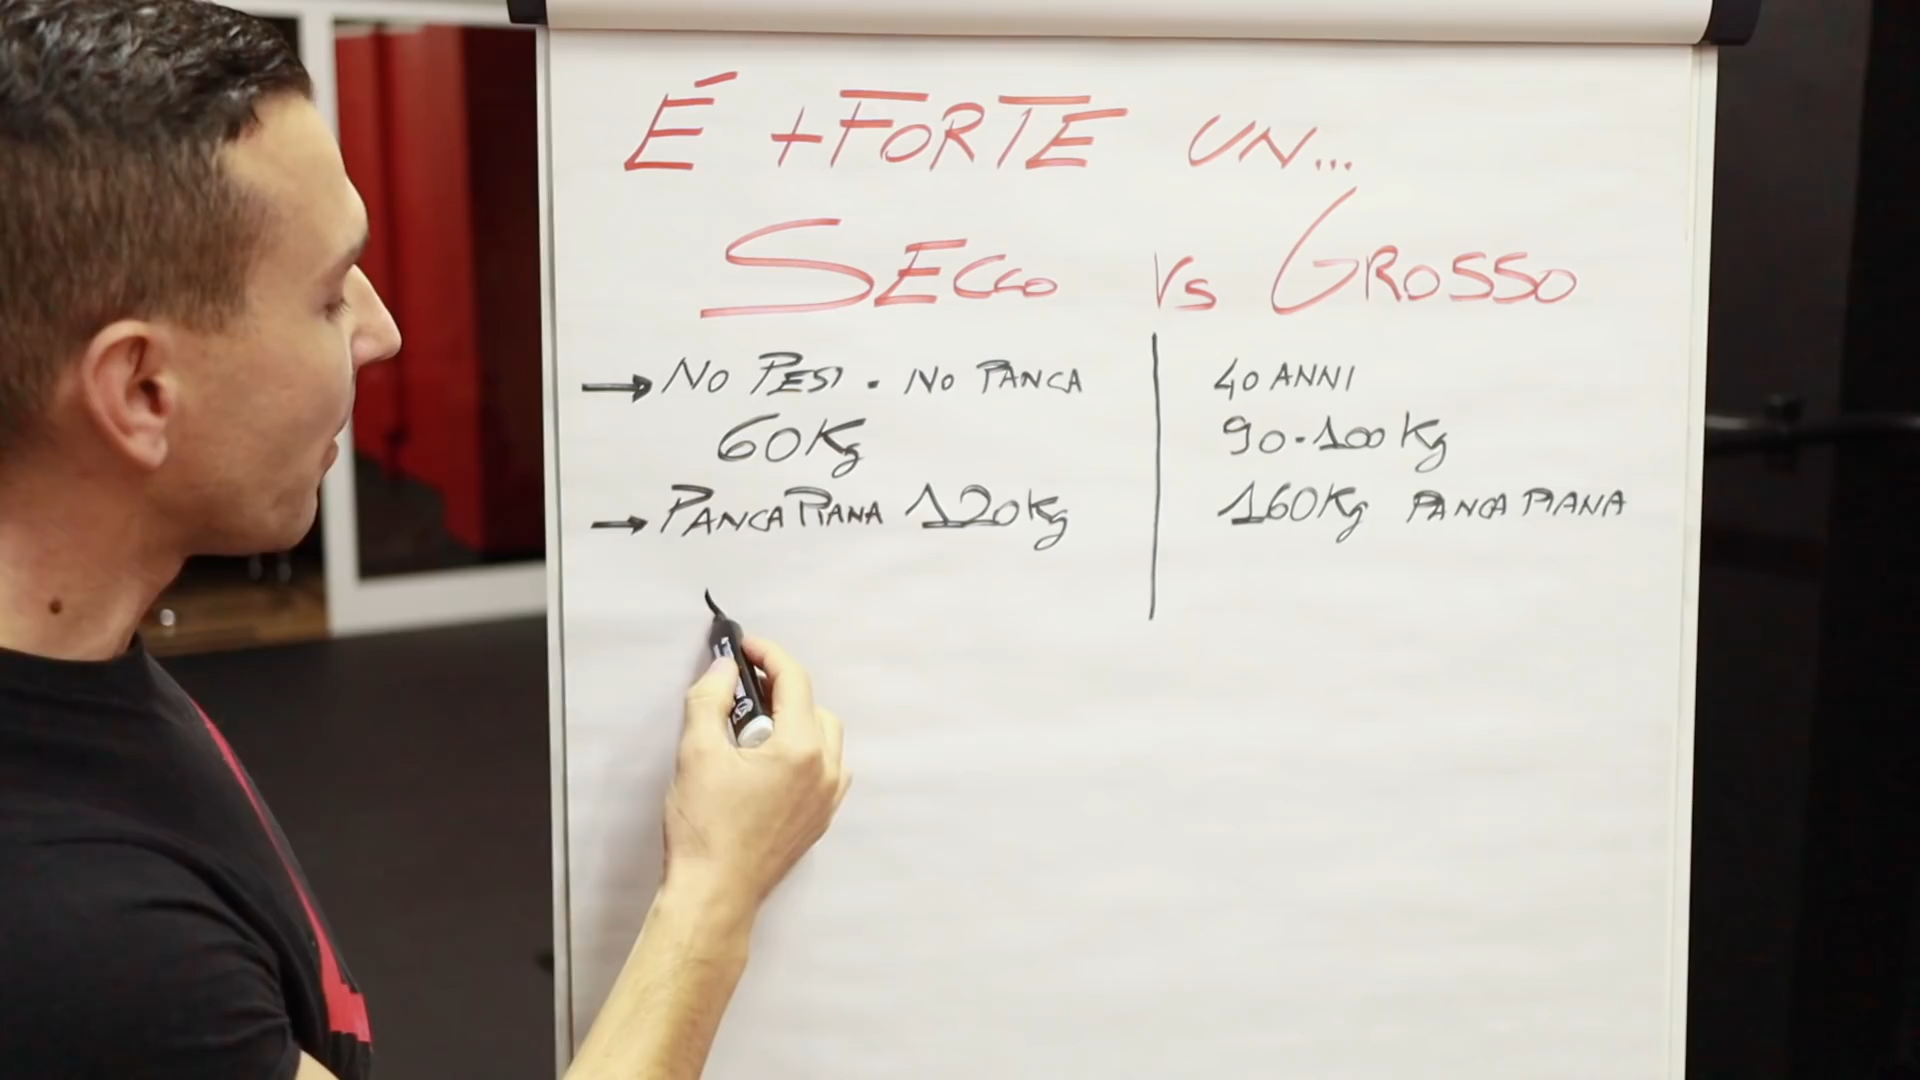 É +FORTE UN...
SECCO VS GROSSO
→ NO PESI . NO PANCA
60Kg
→ PANCA PIANA 120Kg
40 ANNI
90-100 Kg
160Kg PANCA PIANA